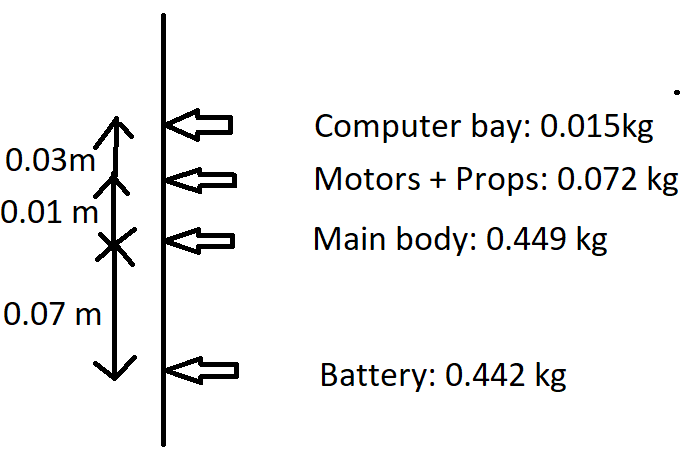 Computer bay: 0.015kg
0.03m
Motors + Props: 0.072 kg
0.01 m
Main body: 0.449 kg
0.07 m
Battery: 0.442 kg